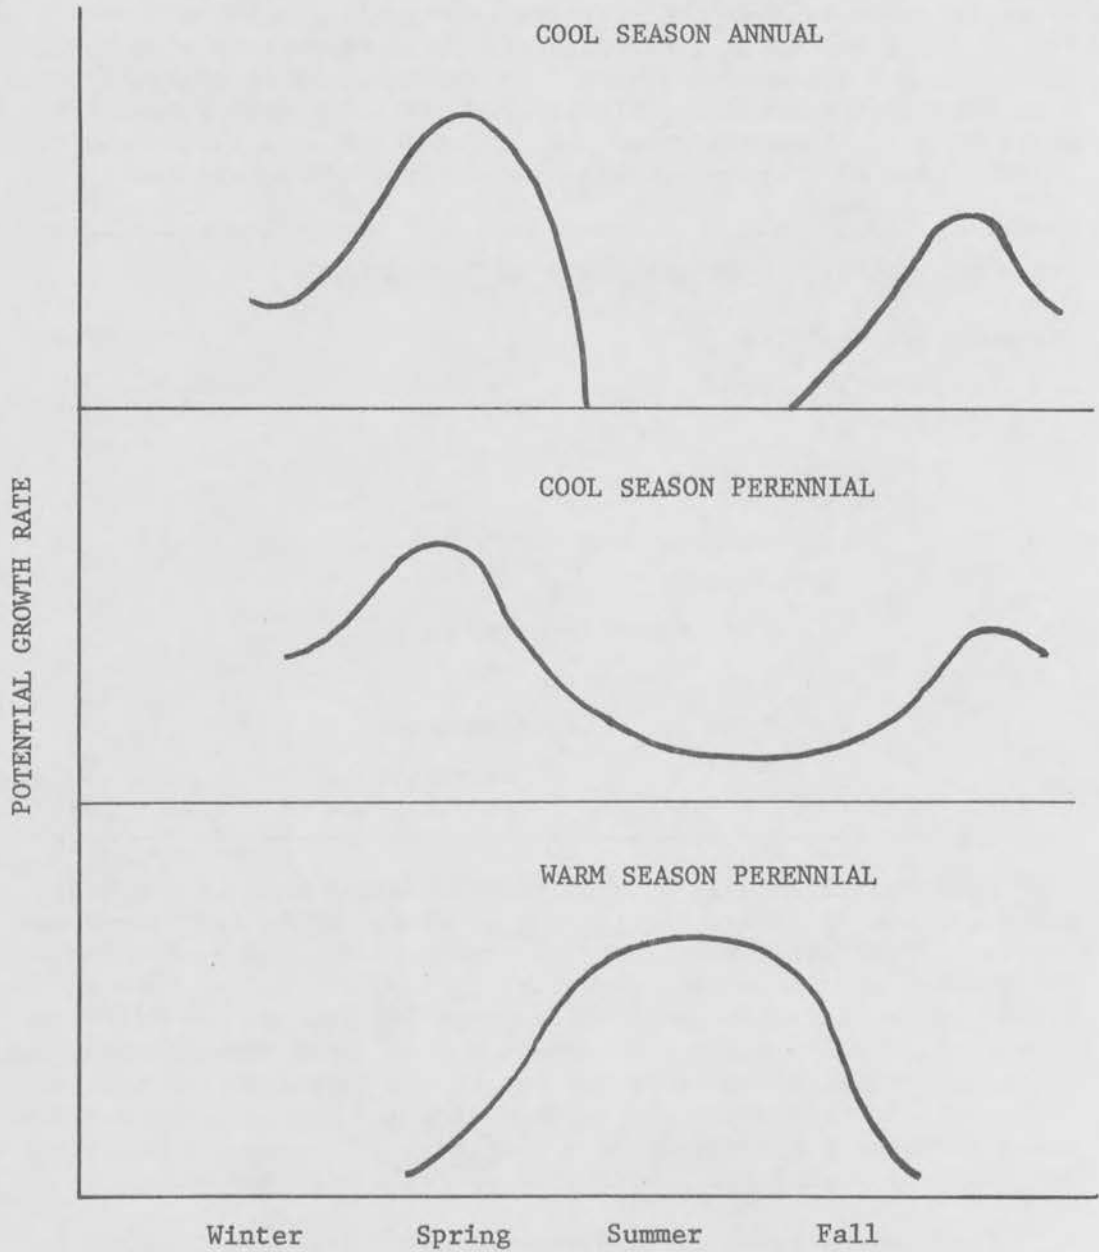 COOL SEASON ANNUAL
COOL SEASON PERENNIAL
POTENTIAL GROWTH RATE
WARM SEASON PERENNIAL
Winter Spring Summer Fall